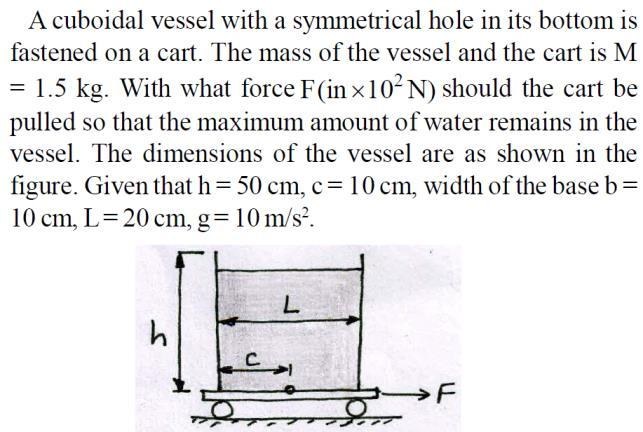 A cuboidal vessel with a symmetrical hole in its bottom is
fastened on a cart. The mass of the vessel and the cart is M
= 1.5 kg. With what force F(in ×10² N) should the cart be
pulled so that the maximum amount of water remains in the
vessel. The dimensions of the vessel are as shown in the
figure. Given that h = 50 cm, c = 10 cm, width of the base b =
10 cm, L = 20 cm, g = 10 m/s².
L
h
c
F